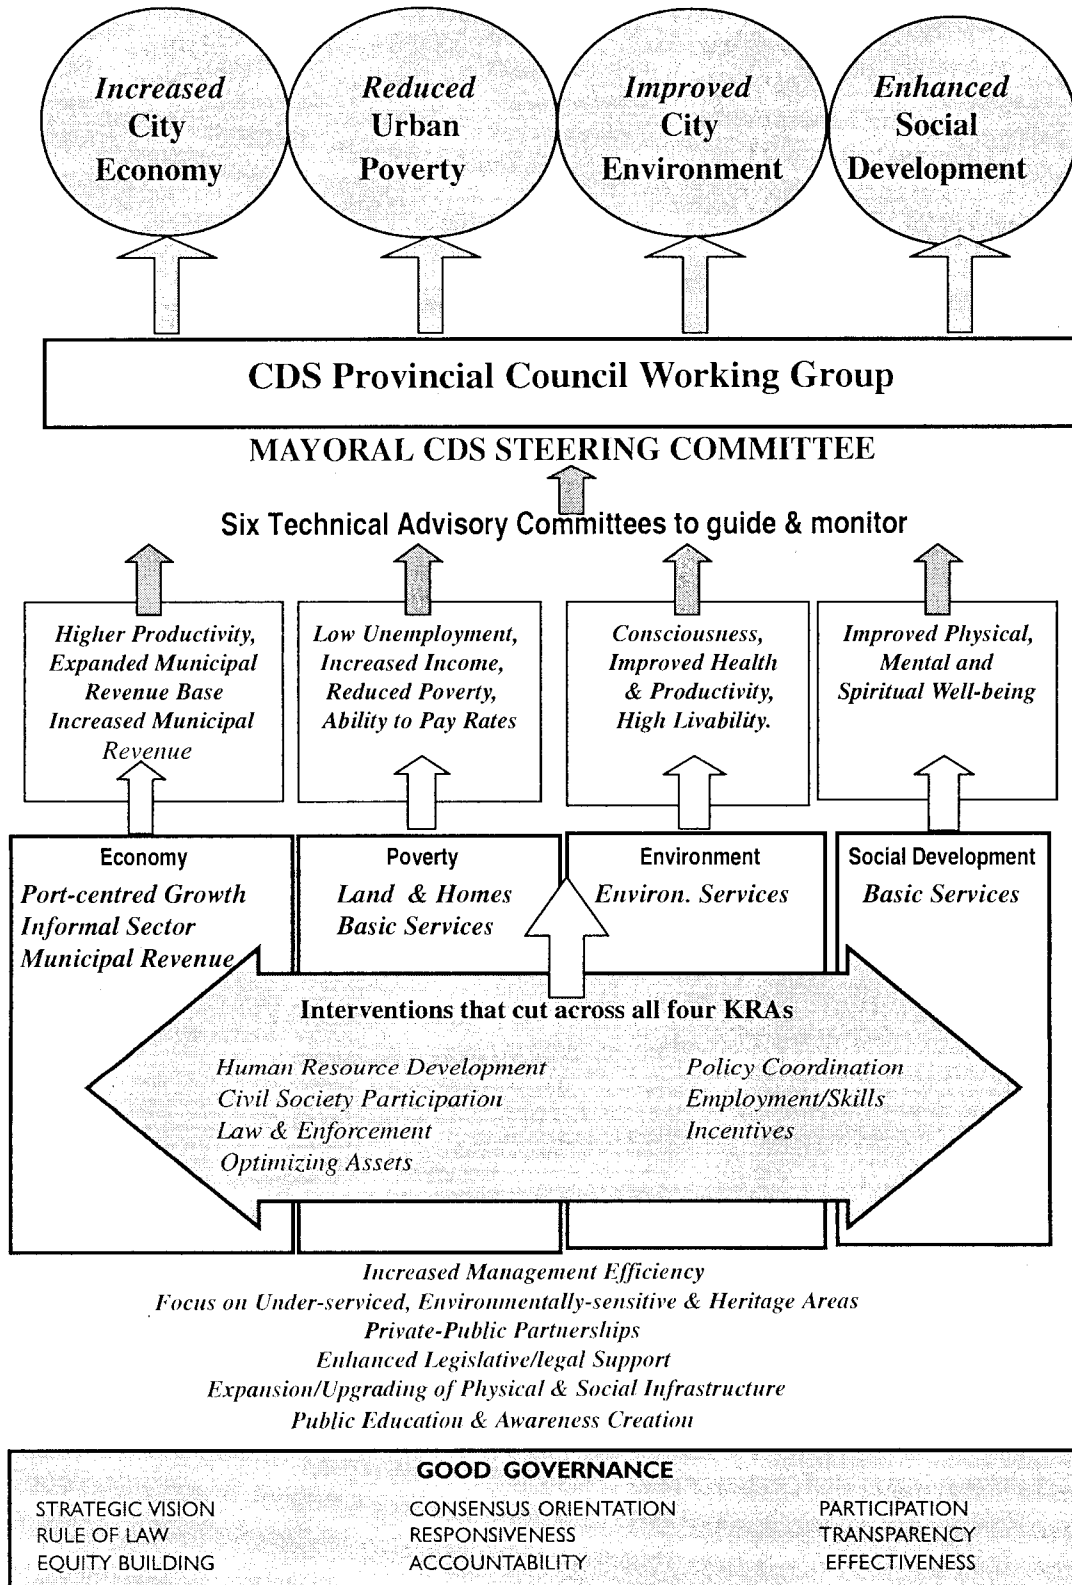 Increased
City
Economy
Reduced
Urban
Poverty
Improved
City
Environment
Enhanced
Social
Development
CDS Provincial Council Working Group
MAYORAL CDS STEERING COMMITTEE
Six Technical Advisory Committees to guide & monitor
Higher Productivity,
Expanded Municipal
Revenue Base
Increased Municipal
Revenue
Low Unemployment,
Increased Income,
Reduced Poverty,
Ability to Pay Rates
Consciousness,
Improved Health
& Productivity,
High Livability.
Improved Physical,
Mental and
Spiritual Well-being
Economy
Port-centred Growth
Informal Sector
Municipal Revenue
Poverty
Land & Homes
Basic Services
Environment
Environ. Services
Social Development
Basic Services
Interventions that cut across all four KRAs
Human Resource Development
Civil Society Participation
Law & Enforcement
Optimizing Assets
Policy Coordination
Employment/Skills
Incentives
Increased Management Efficiency
Focus on Under-serviced, Environmentally-sensitive & Heritage Areas
Private-Public Partnerships
Enhanced Legislative/legal Support
Expansion/Upgrading of Physical & Social Infrastructure
Public Education & Awareness Creation
GOOD GOVERNANCE
STRATEGIC VISION
RULE OF LAW
EQUITY BUILDING
CONSENSUS ORIENTATION
RESPONSIVENESS
ACCOUNTABILITY
PARTICIPATION
TRANSPARENCY
EFFECTIVENESS